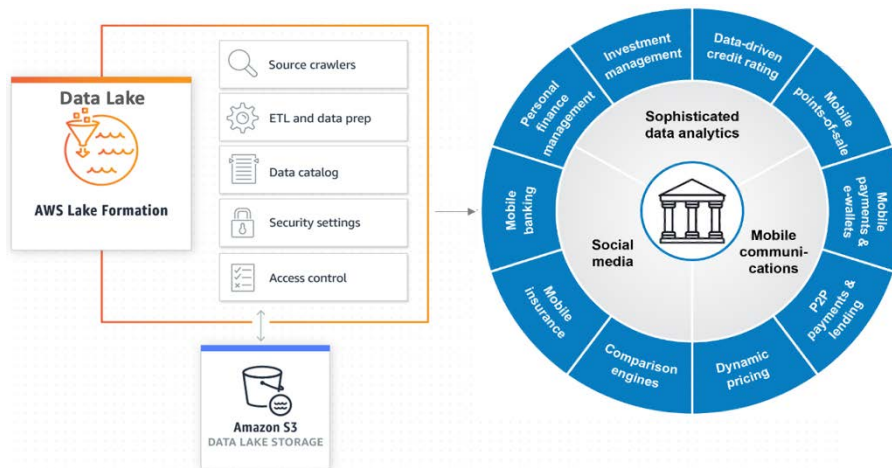 Data Lake
AWS Lake Formation
Source crawlers
ETL and data prep
Data catalog
Security settings
Access control
Amazon S3
DATA LAKE STORAGE
Investment
management
Data-driven
credit rating
Mobile
points-of-sale
Mobile
payments &
e-wallets
P2P
payments &
lending
Dynamic
pricing
Comparison
engines
Mobile
insurance
Mobile
banking
Personal
finance
management
Sophisticated
data analytics
Social
media
Mobile
communi-
cations